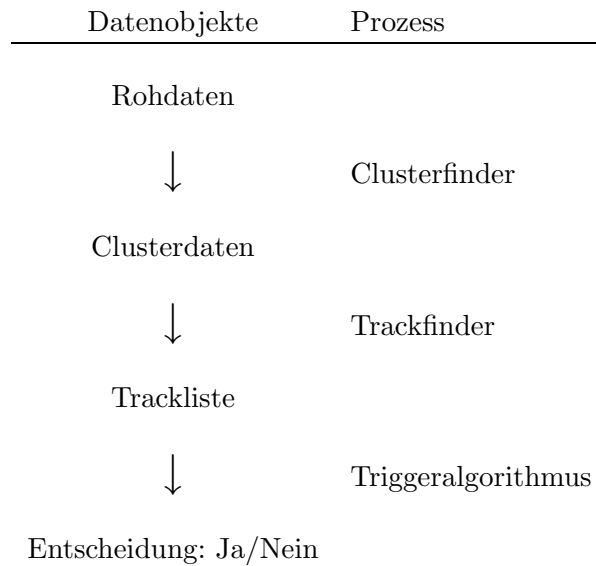 Datenobjekte Prozess
Rohdaten
↓ Clusterfinder
Clusterdaten
↓ Trackfinder
Trackliste
↓ Triggeralgorithmus
Entscheidung: Ja/Nein